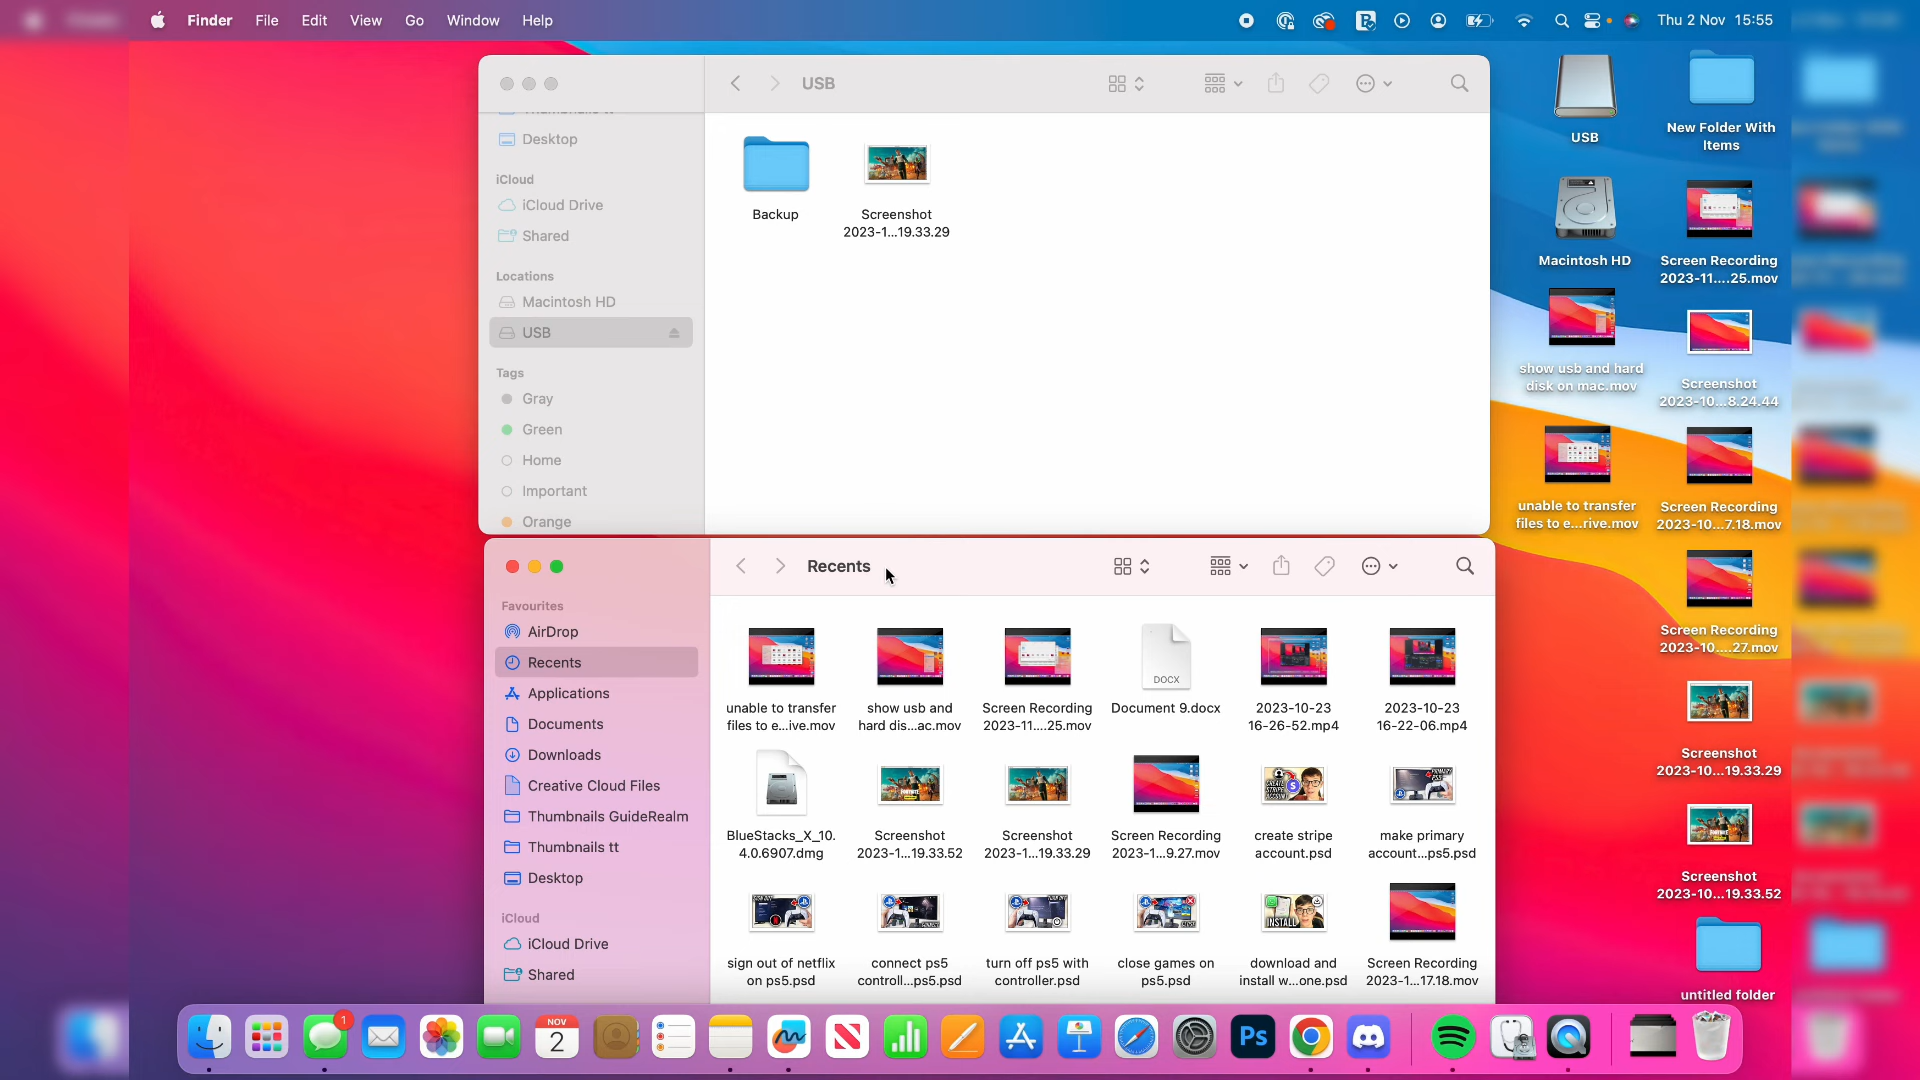 Finder File Edit View Go Window Help
Thu 2 Nov 15:55
USB
Desktop
iCloud
iCloud Drive
Shared
Locations
Macintosh HD
USB
Tags
Gray
Green
Home
Important
Orange
Backup
Screenshot
2023-1...19.33.29
Recents
Favourites
AirDrop
Recents
Applications
Documents
Downloads
Creative Cloud Files
Thumbnails GuideRealm
Thumbnails tt
Desktop
iCloud
iCloud Drive
Shared
unable to transfer
files to e...ive.mov
show usb and
hard dis...ac.mov
Screen Recording
2023-11....25.mov
DOCX
Document 9.docx
2023-10-23
16-26-52.mp4
2023-10-23
16-22-06.mp4
BlueStacks_X_10.
4.0.6907.dmg
Screenshot
2023-1...19.33.52
Screenshot
2023-1...19.33.29
Screen Recording
2023-1...9.27.mov
create stripe
account.psd
make primary
account...ps5.psd
sign out of netflix
on ps5.psd
connect ps5
controll...ps5.psd
turn off ps5 with
controller.psd
close games on
ps5.psd
INSTALL
download and
install w...one.psd
Screen Recording
2023-1...17.18.mov
USB
New Folder With
Items
Macintosh HD
Screen Recording
2023-11....25.mov
show usb and hard
disk on mac.mov
Screenshot
2023-10...8.24.44
unable to transfer
files to e...rive.mov
Screen Recording
2023-10...7.18.mov
Screen Recording
2023-10....27.mov
Screenshot
2023-10...19.33.29
Screenshot
2023-10...19.33.52
untitled folder
1
NOV
2
Ps